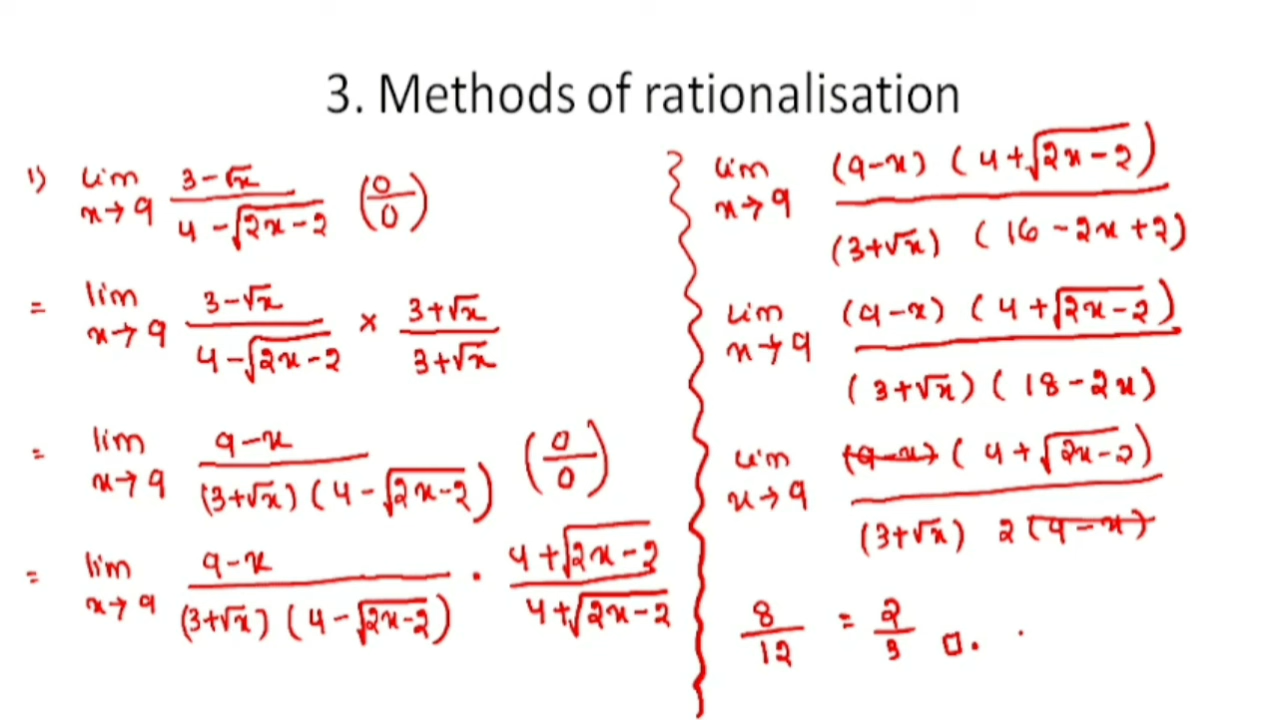 3. Methods of rationalisation
1) lim x→9 (3-√x)/(4-√(2x-2)) (0/0)
= lim x→9 (3-√x)/(4-√(2x-2)) × (3+√x)/(3+√x)
= lim x→9 (9-x)/((3+√x)(4-√(2x-2))) (0/0)
= lim x→9 (9-x)/((3+√x)(4-√(2x-2))) · (4+√(2x-2))/(4+√(2x-2))
lim x→9 (9-x)(4+√(2x-2))/((3+√x)(16-2x+2))
lim x→9 (9-x)(4+√(2x-2))/((3+√x)(18-2x))
lim x→9 (9-x)(4+√(2x-2))/((3+√x) 2(9-x))
8/12 = 2/3